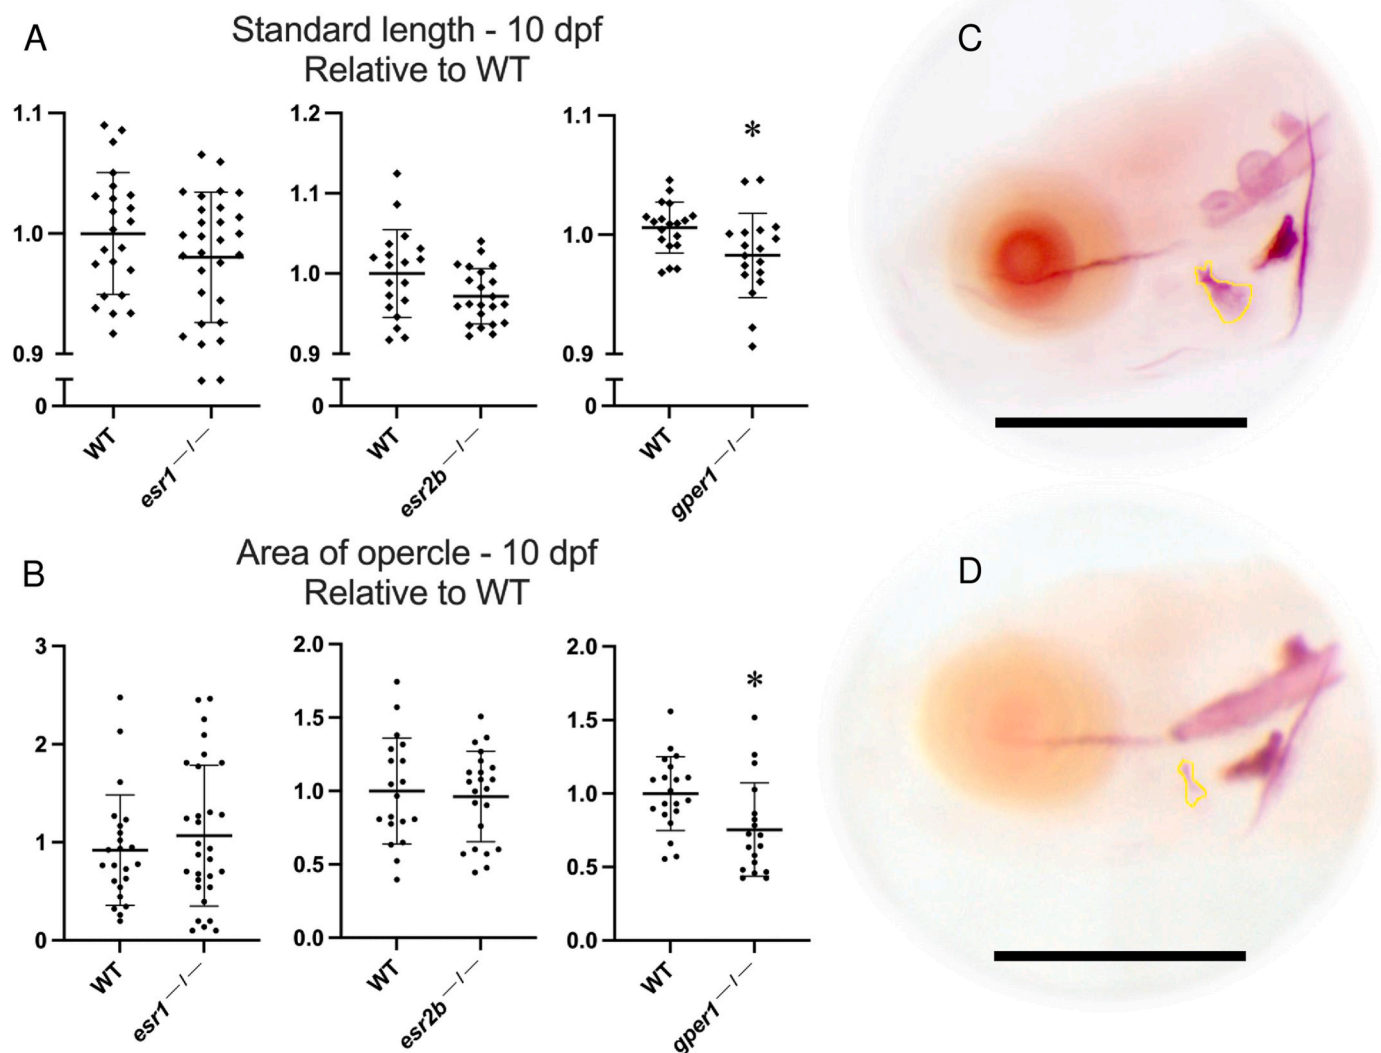 A
Standard length - 10 dpf
Relative to WT
1.1
1.0
0.9
0
WT
esr1 —/—
1.2
1.1
1.0
0.9
0
WT
esr2b —/—
1.1
1.0
0.9
0
*
WT
gper1 —/—
B
Area of opercle - 10 dpf
Relative to WT
3
2
1
0
WT
esr1 —/—
2.0
1.5
1.0
0.5
0.0
WT
esr2b —/—
2.0
1.5
1.0
0.5
0.0
*
WT
gper1 —/—
C
D